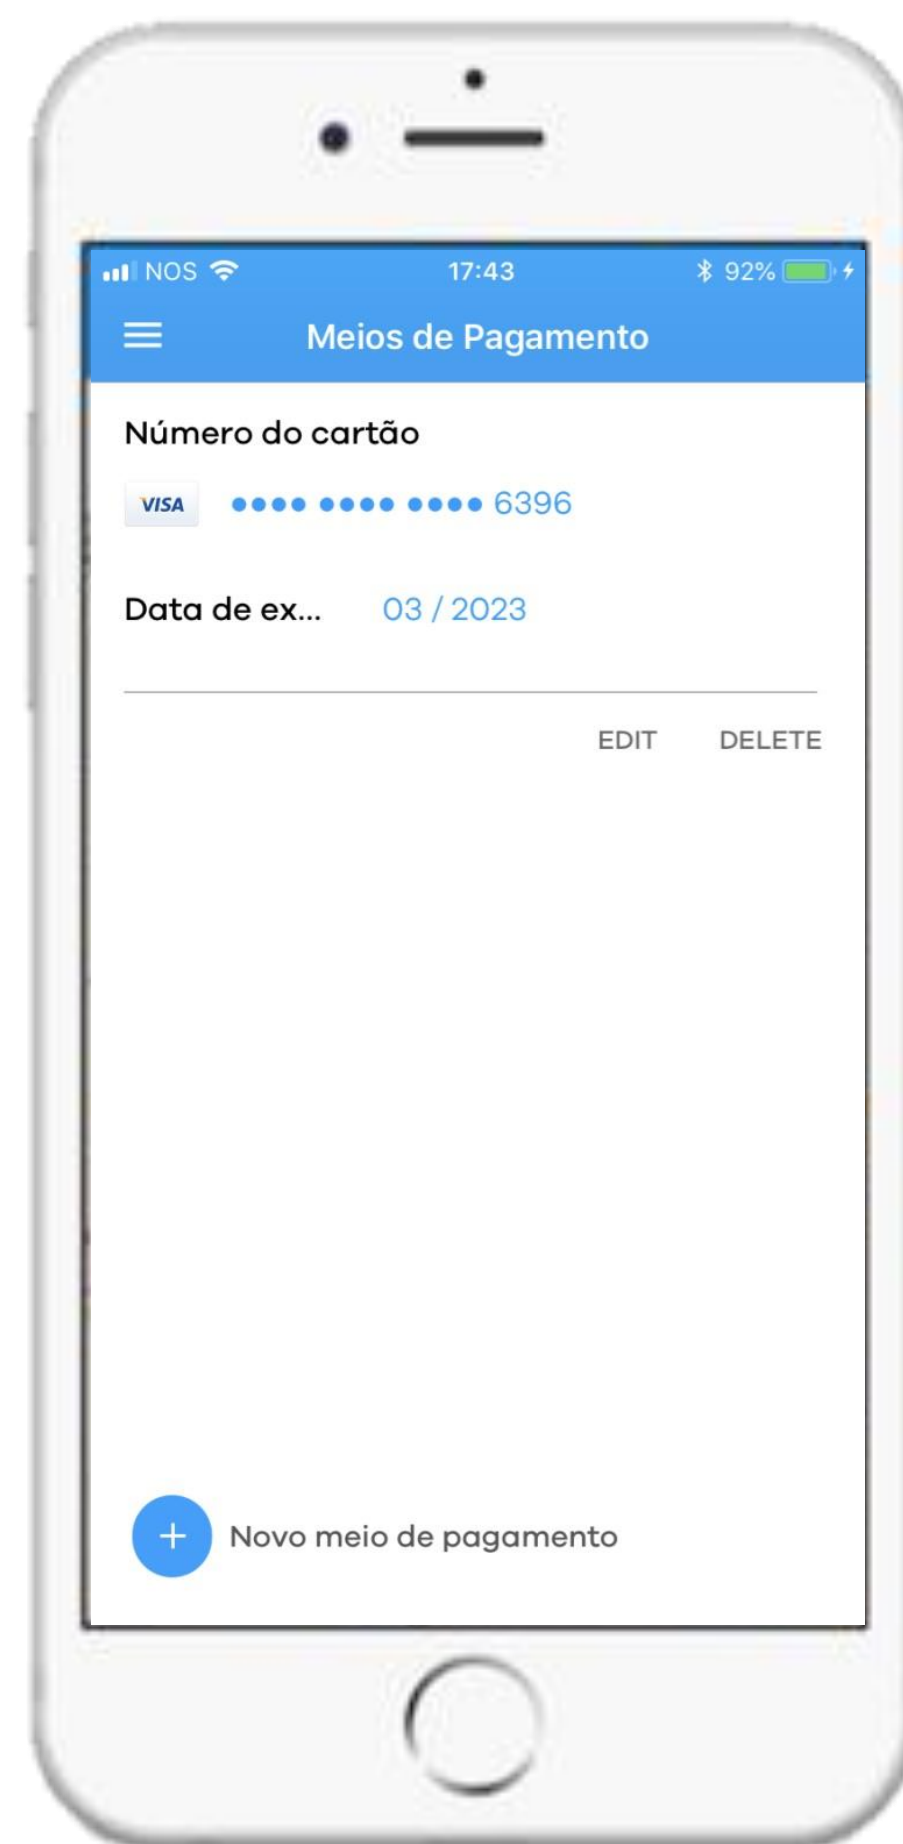 NOS 17:43 92%
Meios de Pagamento
Número do cartão
VISA •••• •••• •••• 6396
Data de ex... 03 / 2023
EDIT DELETE
+ Novo meio de pagamento